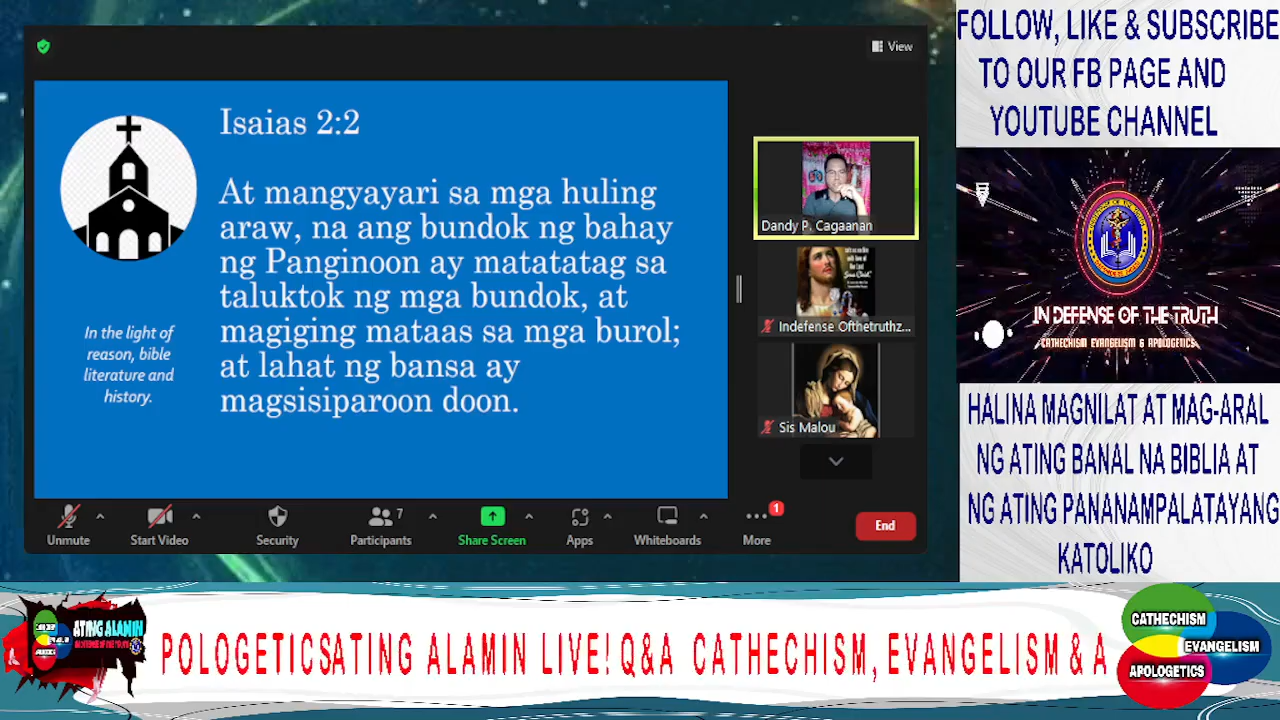 View
Isaias 2:2
At mangyayari sa mga huling
araw, na ang bundok ng bahay
ng Panginoon ay matatatag sa
taluktok ng mga bundok, at
magiging mataas sa mga burol;
at lahat ng bansa ay
magsisiparoon doon.
In the light of
reason, bible
literature and
history.
Dandy P. Cagaanan
Indefense Ofthetruthz...
Sis Malou
Unmute
Start Video
Security
7
Participants
Share Screen
Apps
Whiteboards
1
More
End
FOLLOW, LIKE & SUBSCRIBE
TO OUR FB PAGE AND
YOUTUBE CHANNEL
IN DEFENSE OF THE TRUTH
CATHECHISM EVANGELISM & APOLOGETICS
HALINA MAGNILAT AT MAG-ARAL
NG ATING BANAL NA BIBLIA AT
NG ATING PANANAMPALATAYANG
KATOLIKO
ATING ALAMIN
POLOGETICSATING ALAMIN LIVE! Q&A CATHECHISM, EVANGELISM & A
CATHECHISM
EVANGELISM
APOLOGETICS